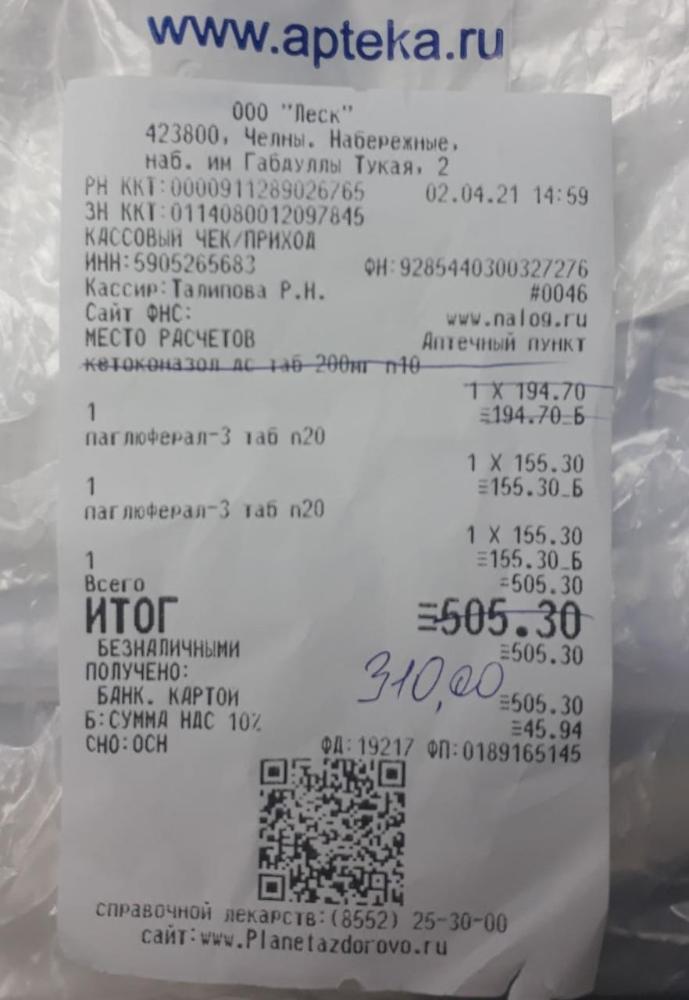 www.apteka.ru
ООО "Леск"
423800, Челны. Набережные,
наб. им Габдуллы Тукая, 2
РН ККТ:0000911289026765 02.04.21 14:59
ЗН ККТ:0114080012097845
КАССОВЫЙ ЧЕК/ПРИХОД
ИНН:5905265683 ФН:9285440300327276
Кассир:Талипова Р.Н. #0046
Сайт ФНС: www.nalog.ru
МЕСТО РАСЧЕТОВ Аптечный пункт
кетоконазол дс таб 200мг n10
1 X 194.70
1 ≡194.70_Б
паглюферал-3 таб n20
1 X 155.30
1 ≡155.30_Б
паглюферал-3 таб n20
1 X 155.30
1 ≡155.30_Б
Всего =505.30
ИТОГ ≡505.30
БЕЗНАЛИЧНЫМИ ≡505.30
ПОЛУЧЕНО:
310,00
БАНК. КАРТОЙ ≡505.30
Б:СУММА НДС 10% ≡45.94
СНО:ОСН ФД:19217 ФП:0189165145
справочной лекарств:(8552) 25-30-00
сайт:www.Planetazdorovo.ru